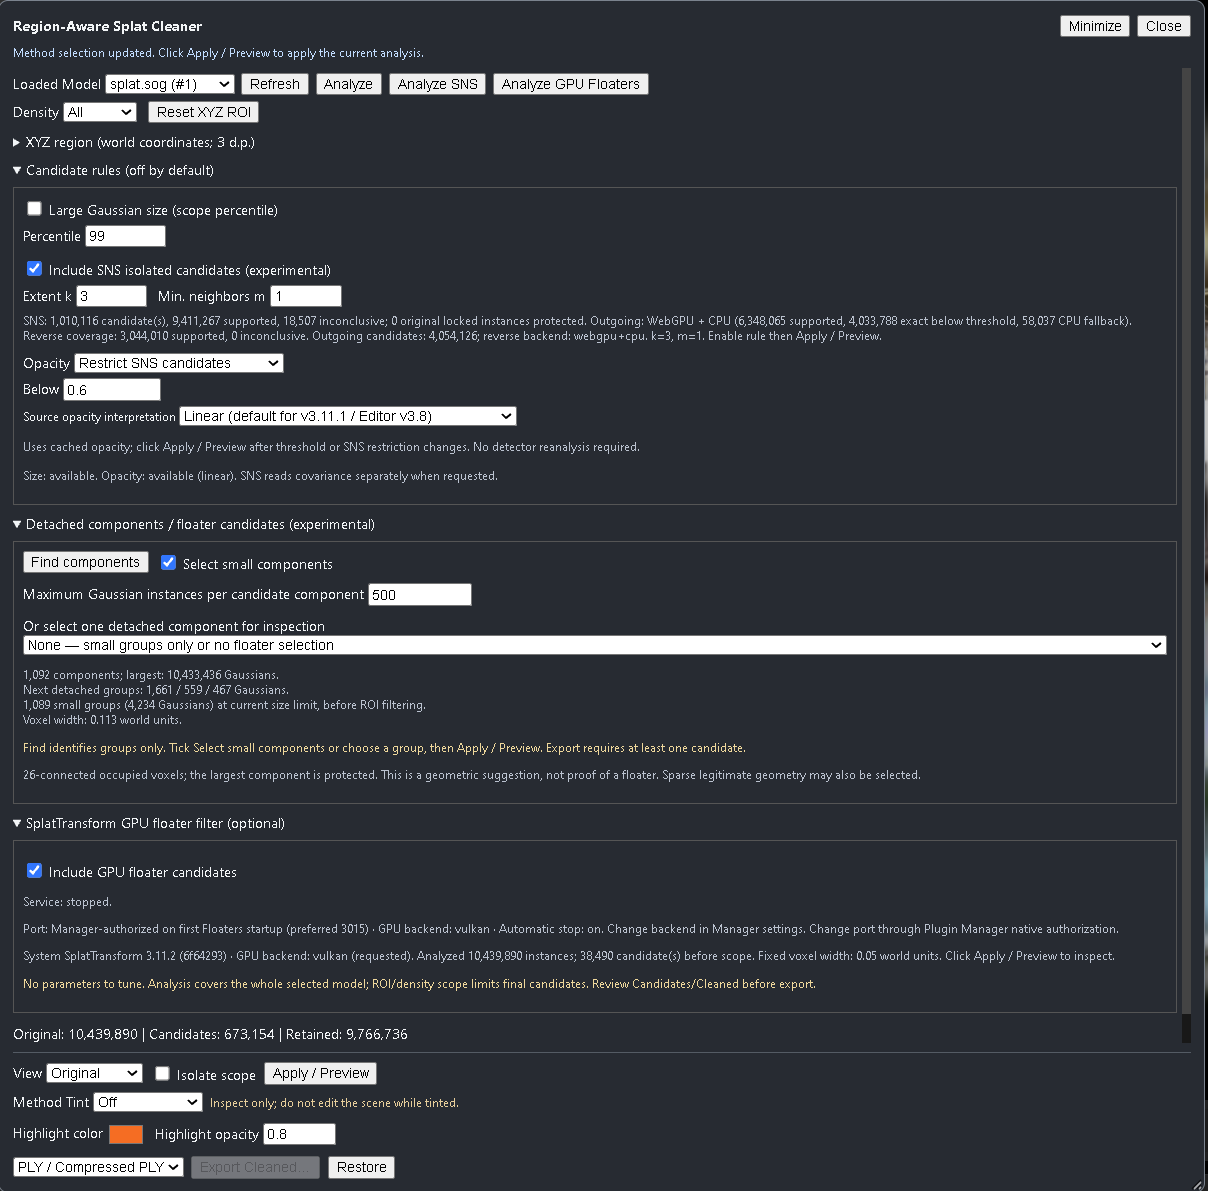 Region-Aware Splat Cleaner
Minimize
Close
Method selection updated. Click Apply / Preview to apply the current analysis.
Loaded Model splat.sog (#1) Refresh Analyze Analyze SNS Analyze GPU Floaters
Density All Reset XYZ ROI
XYZ region (world coordinates; 3 d.p.)
Candidate rules (off by default)
Large Gaussian size (scope percentile)
Percentile 99
Include SNS isolated candidates (experimental)
Extent k 3 Min. neighbors m 1
SNS: 1,010,116 candidate(s), 9,411,267 supported, 18,507 inconclusive; 0 original locked instances protected. Outgoing: WebGPU + CPU (6,348,065 supported, 4,033,788 exact below threshold, 58,037 CPU fallback).
Reverse coverage: 3,044,010 supported, 0 inconclusive. Outgoing candidates: 4,054,126; reverse backend: webgpu+cpu. k=3, m=1. Enable rule then Apply / Preview.
Opacity Restrict SNS candidates
Below 0.6
Source opacity interpretation Linear (default for v3.11.1 / Editor v3.8)
Uses cached opacity; click Apply / Preview after threshold or SNS restriction changes. No detector reanalysis required.
Size: available. Opacity: available (linear). SNS reads covariance separately when requested.
Detached components / floater candidates (experimental)
Find components Select small components
Maximum Gaussian instances per candidate component 500
Or select one detached component for inspection
None — small groups only or no floater selection
1,092 components; largest: 10,433,436 Gaussians.
Next detached groups: 1,661 / 559 / 467 Gaussians.
1,089 small groups (4,234 Gaussians) at current size limit, before ROI filtering.
Voxel width: 0.113 world units.
Find identifies groups only. Tick Select small components or choose a group, then Apply / Preview. Export requires at least one candidate.
26-connected occupied voxels; the largest component is protected. This is a geometric suggestion, not proof of a floater. Sparse legitimate geometry may also be selected.
SplatTransform GPU floater filter (optional)
Include GPU floater candidates
Service: stopped.
Port: Manager-authorized on first Floaters startup (preferred 3015) · GPU backend: vulkan · Automatic stop: on. Change backend in Manager settings. Change port through Plugin Manager native authorization.
System SplatTransform 3.11.2 (6f64293) · GPU backend: vulkan (requested). Analyzed 10,439,890 instances; 38,490 candidate(s) before scope. Fixed voxel width: 0.05 world units. Click Apply / Preview to inspect.
No parameters to tune. Analysis covers the whole selected model; ROI/density scope limits final candidates. Review Candidates/Cleaned before export.
Original: 10,439,890 | Candidates: 673,154 | Retained: 9,766,736
View Original Isolate scope Apply / Preview
Method Tint Off Inspect only; do not edit the scene while tinted.
Highlight color Highlight opacity 0.8
PLY / Compressed PLY Export Cleaned... Restore